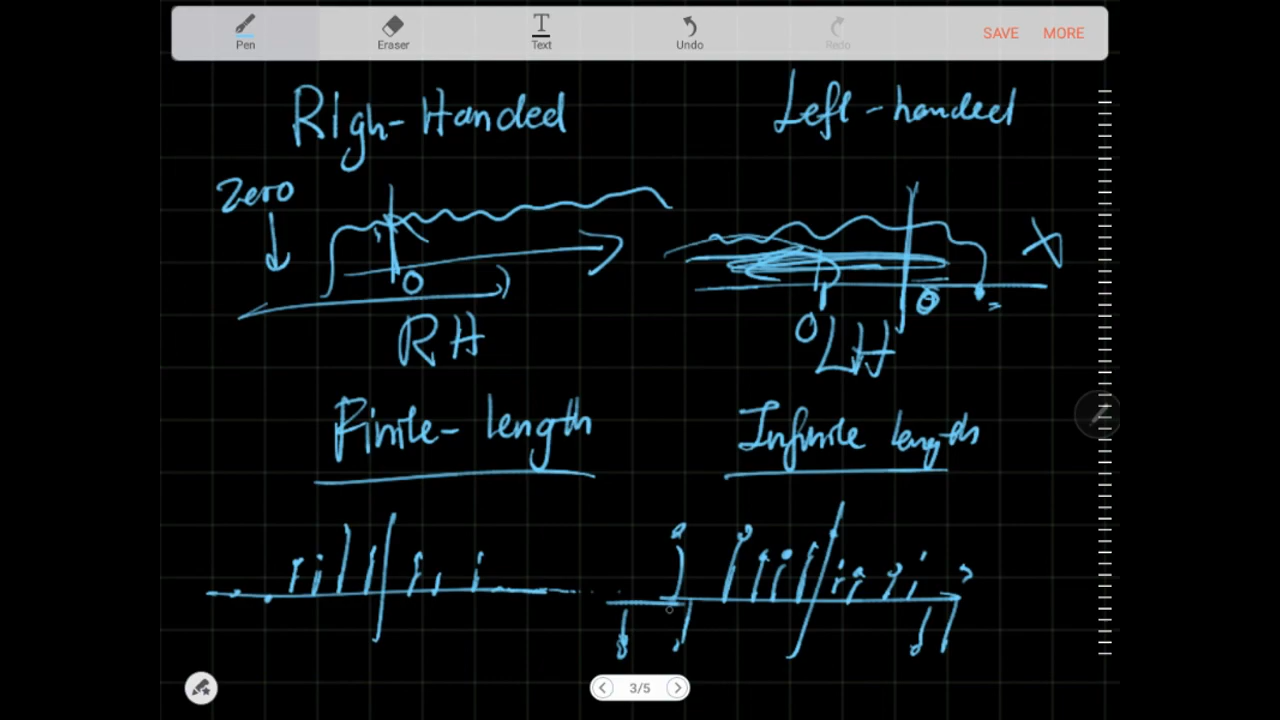 Pen Eraser Text Undo Redo SAVE MORE
RIgh-Handed Left-handed
Zero
0 0
0
RH LH
Finite-length Infinite length
3/5